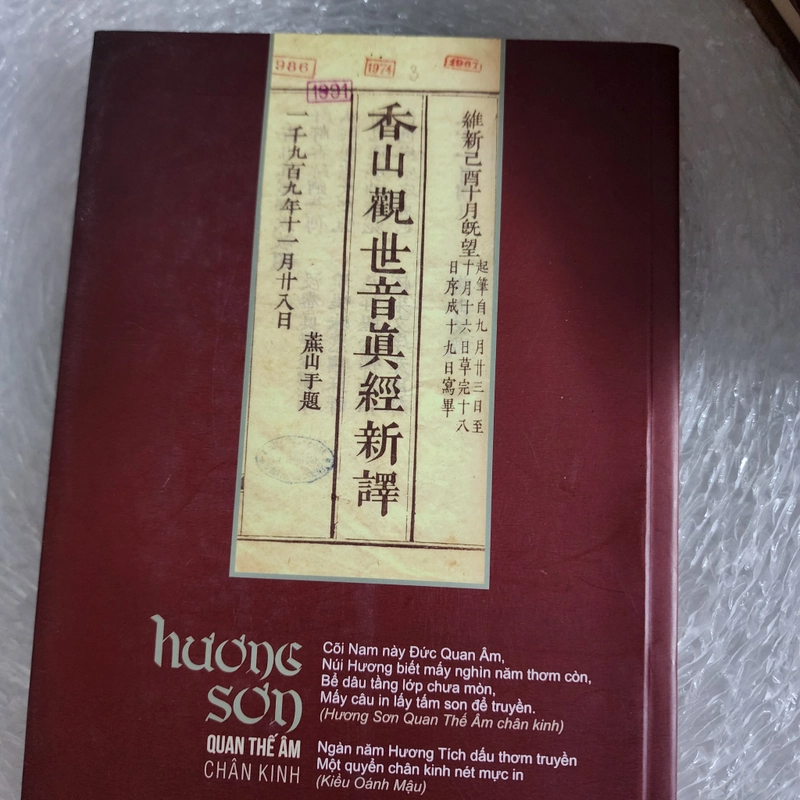 986
1974
3
1991
維新己酉十月旣望
起筆自九月廿三日至
十月十六日草完十八
日序成十九日寫畢
香山觀世音眞經新譯
一千九百九年十一月廿八日
蔗山手題
hương
sơn
QUAN THẾ ÂM
CHÂN KINH
Cõi Nam này Đức Quan Âm,
Núi Hương biết mấy nghìn năm thơm còn,
Bể dâu tầng lớp chưa mòn,
Mấy câu in lấy tấm son để truyền.
(Hương Sơn Quan Thế Âm chân kinh)
Ngàn năm Hương Tích dấu thơm truyền
Một quyển chân kinh nét mực in
(Kiều Oánh Mậu)